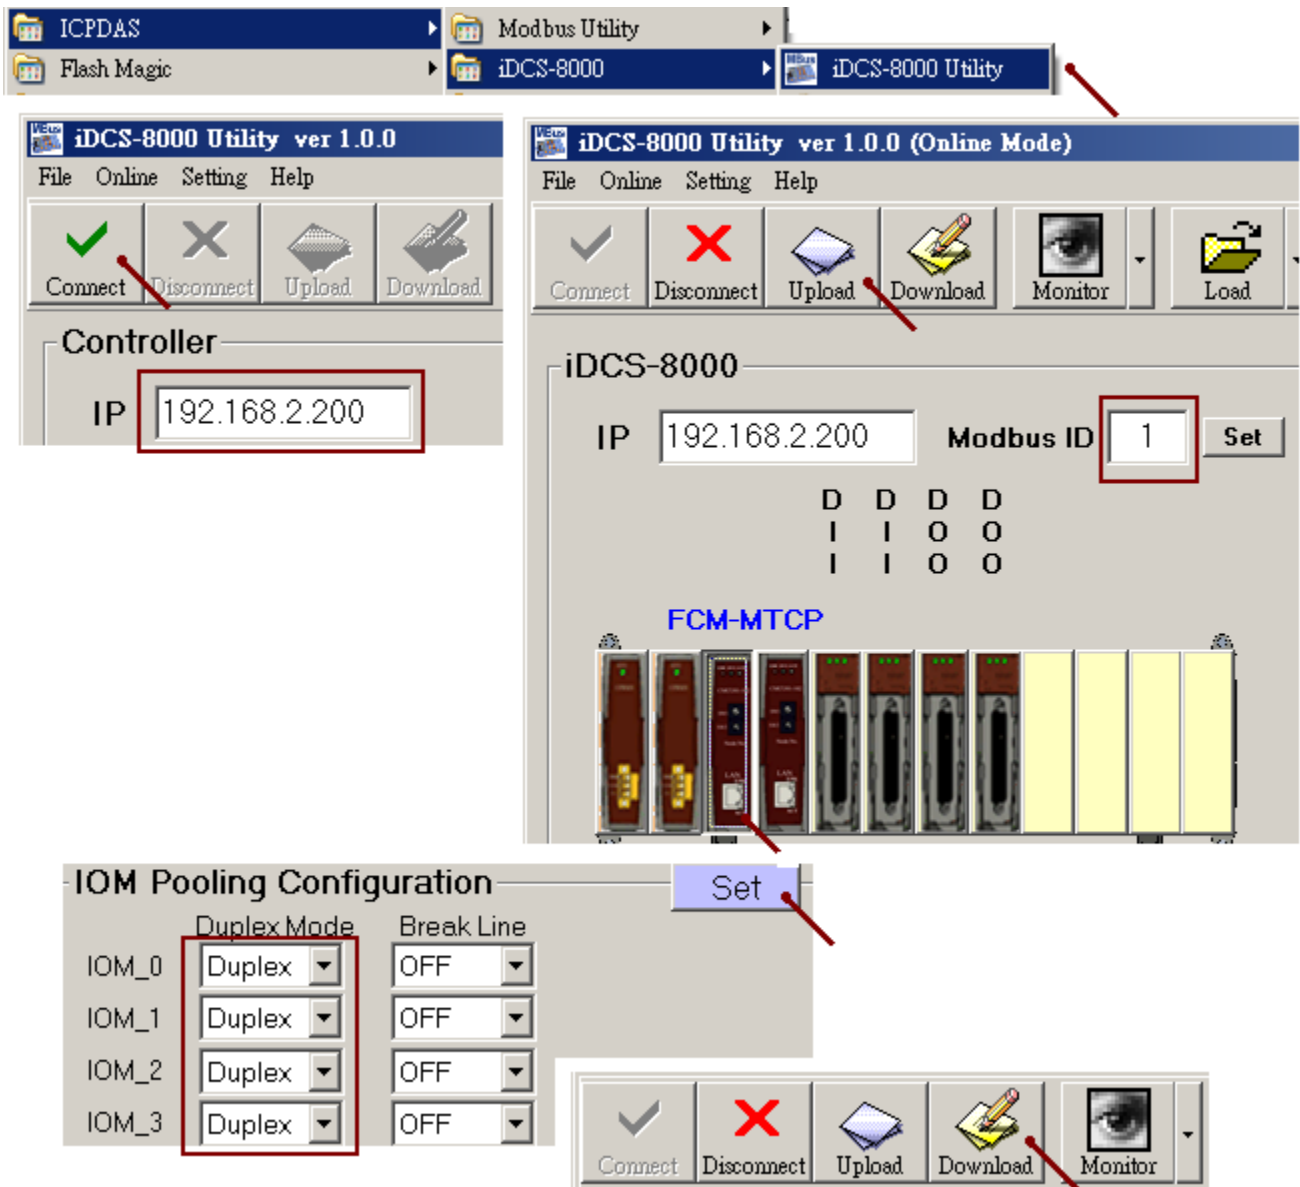 ICPDAS
Modbus Utility
Flash Magic
iDCS-8000
iDCS-8000 Utility
iDCS-8000 Utility ver 1.0.0
File Online Setting Help
Connect Disconnect Upload Download
Controller
IP 192.168.2.200
iDCS-8000 Utility ver 1.0.0 (Online Mode)
File Online Setting Help
Connect Disconnect Upload Download Monitor Load
iDCS-8000
IP 192.168.2.200 Modbus ID 1 Set
D D D D
I I O O
I I O O
FCM-MTCP
IOM Pooling Configuration Set
Duplex Mode Break Line
IOM_0 Duplex OFF
IOM_1 Duplex OFF
IOM_2 Duplex OFF
IOM_3 Duplex OFF
Connect Disconnect Upload Download Monitor